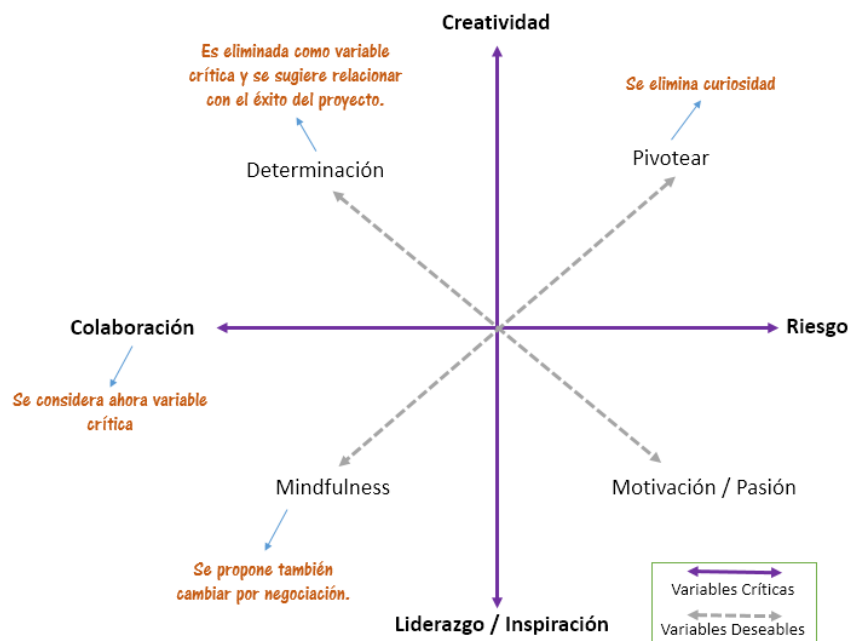 Creatividad
Es eliminada como variable
crítica y se sugiere relacionar
con el éxito del proyecto.
Se elimina curiosidad
Determinación
Pivotear
Colaboración
Riesgo
Se considera ahora variable
crítica
Mindfulness
Motivación / Pasión
Se propone también
cambiar por negociación.
Liderazgo / Inspiración
Variables Críticas
Variables Deseables